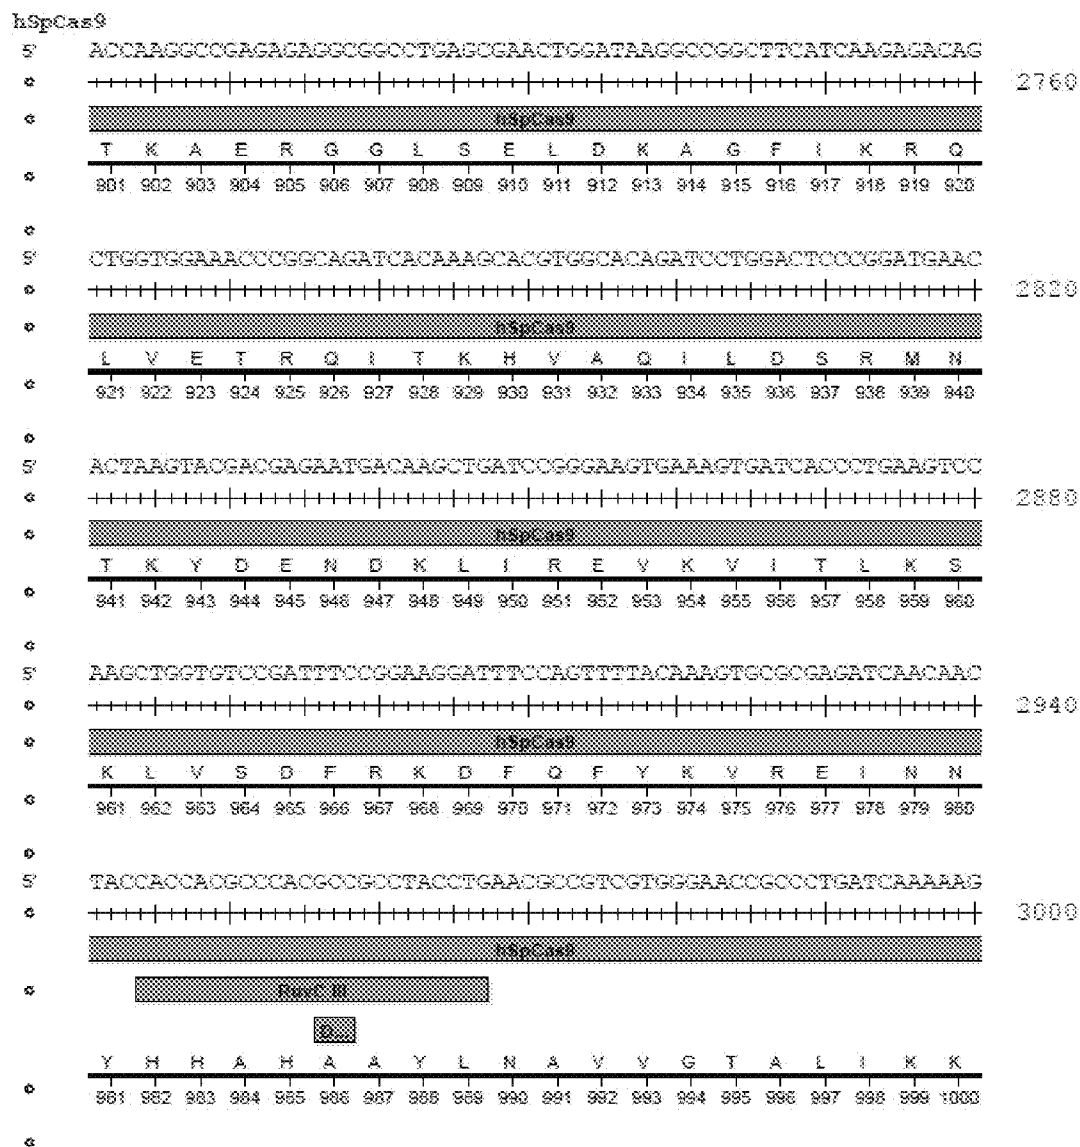 hSpCas9
5' ACCAAGGCCGAGAGAGGCGGCCTGAGCGAACTGGATAAGGCCGGCTTCATCAAGAGACAG
2760
hSpCas9
T K A E R G G L S E L D K A G F I K R Q
901 902 903 904 905 906 907 908 909 910 911 912 913 914 915 916 917 918 919 920
5' CTGGTGGAAACCCGGCAGATCACAAAGCACGTGGCACAGATCCTGGACTCCCGGATGAAC
2820
hSpCas9
L V E T R Q I T K H V A Q I L D S R M N
921 922 923 924 925 926 927 928 929 930 931 932 933 934 935 936 937 938 939 940
5' ACTAAGTACGACGAGAATGACAAGCTGATCCGGGAAGTGAAAGTGATCACCCTGAAGTCC
2880
hSpCas9
T K Y D E N D K L I R E V K V I T L K S
941 942 943 944 945 946 947 948 949 950 951 952 953 954 955 956 957 958 959 960
5' AAGCTGGTGTCCGATTTCCGGAAGGATTTCCAGTTTTACAAAGTGCGCGAGATCAACAAC
2940
hSpCas9
K L V S D F R K D F Q F Y K V R E I N N
961 962 963 964 965 966 967 968 969 970 971 972 973 974 975 976 977 978 979 980
5' TACCACCACGCCCACGCCGCCTACCTGAACGCCGTCGTGGGAACCGCCCTGATCAAAAAG
3000
hSpCas9
RuvC III
D...
Y H H A H A A Y L N A V V G T A L I K K
981 982 983 984 985 986 987 988 989 990 991 992 993 994 995 996 997 998 999 1000